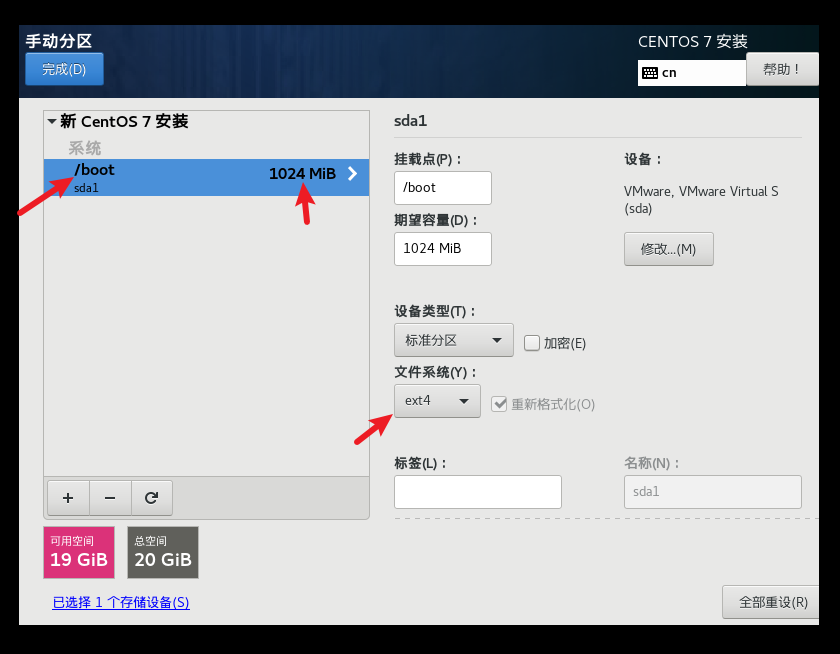 手动分区
完成(D)
CENTOS 7 安装
cn
帮助！
新 CentOS 7 安装
系统
/boot
1024 MiB
sda1
sda1
挂载点(P)：
/boot
期望容量(D)：
1024 MiB
设备：
VMware, VMware Virtual S
(sda)
修改...(M)
设备类型(T)：
标准分区
加密(E)
文件系统(Y)：
ext4
重新格式化(O)
标签(L)：
名称(N)：
sda1
可用空间
19 GiB
总空间
20 GiB
已选择 1 个存储设备(S)
全部重设(R)